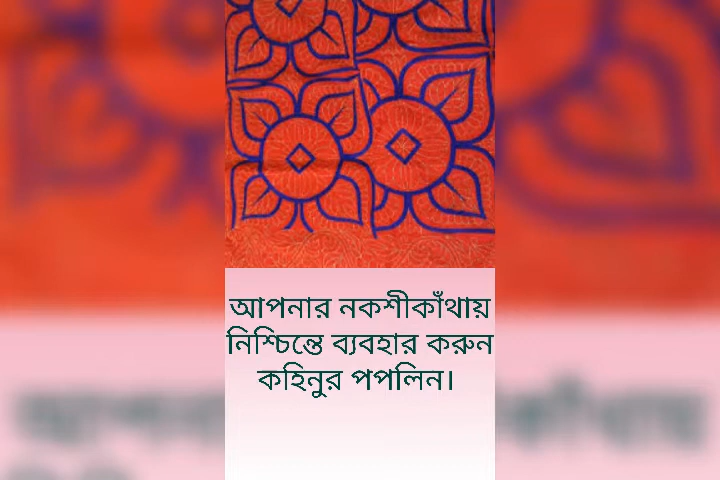 আপনার নকশীকাঁথায়
নিশ্চিন্তে ব্যবহার করুন
কহিনুর পপলিন।